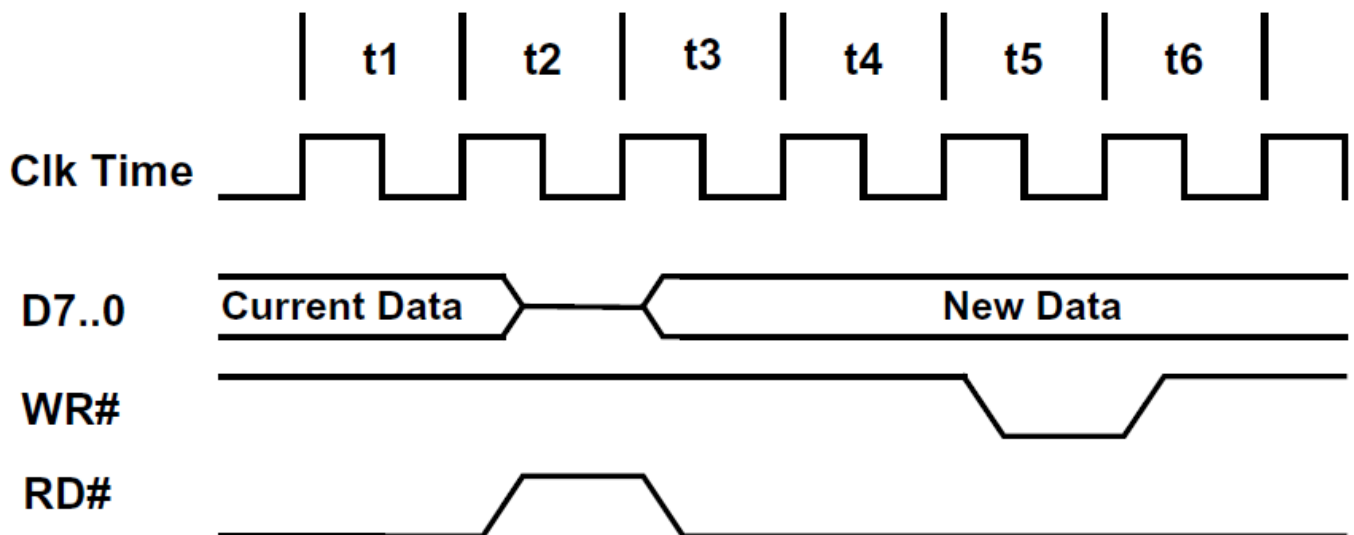 t1 t2 t3 t4 t5 t6
Clk Time
D7..0 Current Data New Data
WR#
RD#